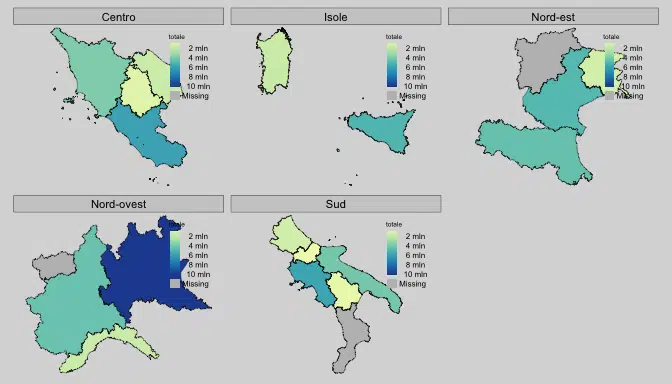 Centro
totale
2 mln
4 mln
6 mln
8 mln
10 mln
Missing
Isole
totale
2 mln
4 mln
6 mln
8 mln
10 mln
Missing
Nord-est
totale
2 mln
4 mln
6 mln
8 mln
10 mln
Missing
Nord-ovest
totale
2 mln
4 mln
6 mln
8 mln
10 mln
Missing
Sud
totale
2 mln
4 mln
6 mln
8 mln
10 mln
Missing